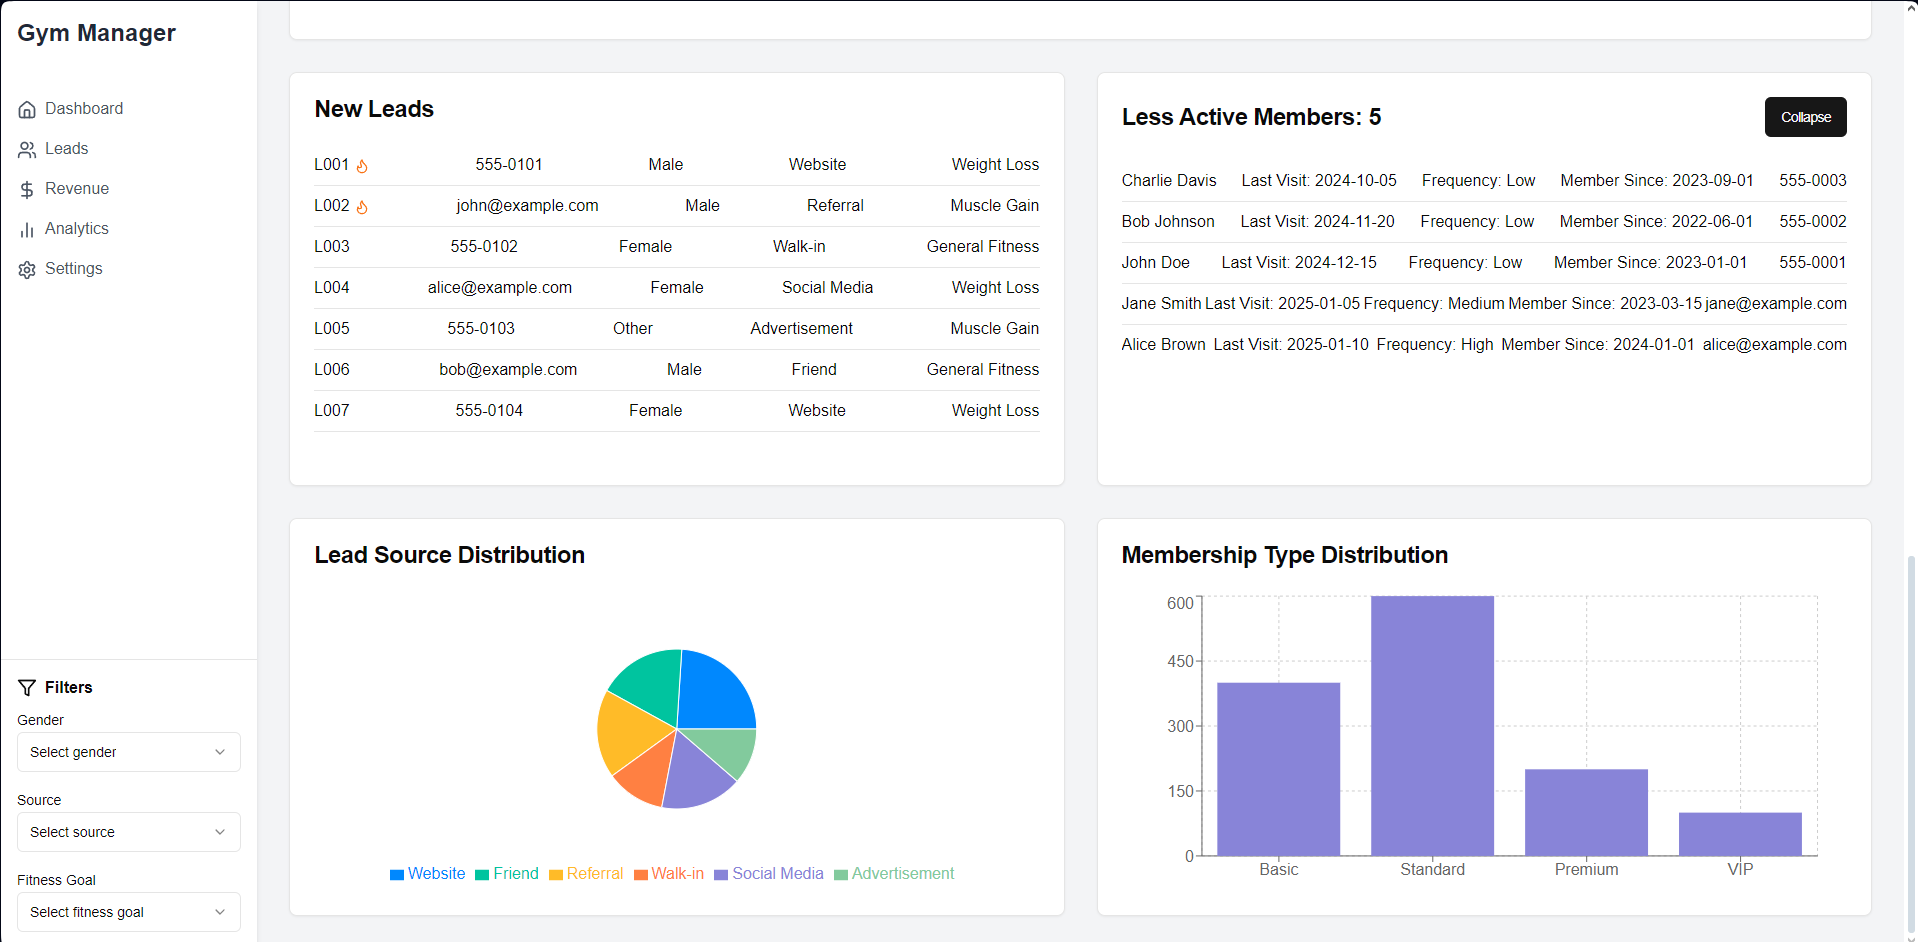 Gym Manager
Dashboard
Leads
Revenue
Analytics
Settings
Filters
Gender
Select gender
Source
Select source
Fitness Goal
Select fitness goal
New Leads
L001 555-0101 Male Website Weight Loss
L002 john@example.com Male Referral Muscle Gain
L003 555-0102 Female Walk-in General Fitness
L004 alice@example.com Female Social Media Weight Loss
L005 555-0103 Other Advertisement Muscle Gain
L006 bob@example.com Male Friend General Fitness
L007 555-0104 Female Website Weight Loss
Less Active Members: 5
Collapse
Charlie Davis Last Visit: 2024-10-05 Frequency: Low Member Since: 2023-09-01 555-0003
Bob Johnson Last Visit: 2024-11-20 Frequency: Low Member Since: 2022-06-01 555-0002
John Doe Last Visit: 2024-12-15 Frequency: Low Member Since: 2023-01-01 555-0001
Jane Smith Last Visit: 2025-01-05 Frequency: Medium Member Since: 2023-03-15 jane@example.com
Alice Brown Last Visit: 2025-01-10 Frequency: High Member Since: 2024-01-01 alice@example.com
Lead Source Distribution
Website Friend Referral Walk-in Social Media Advertisement
Membership Type Distribution
600
450
300
150
0
Basic Standard Premium VIP